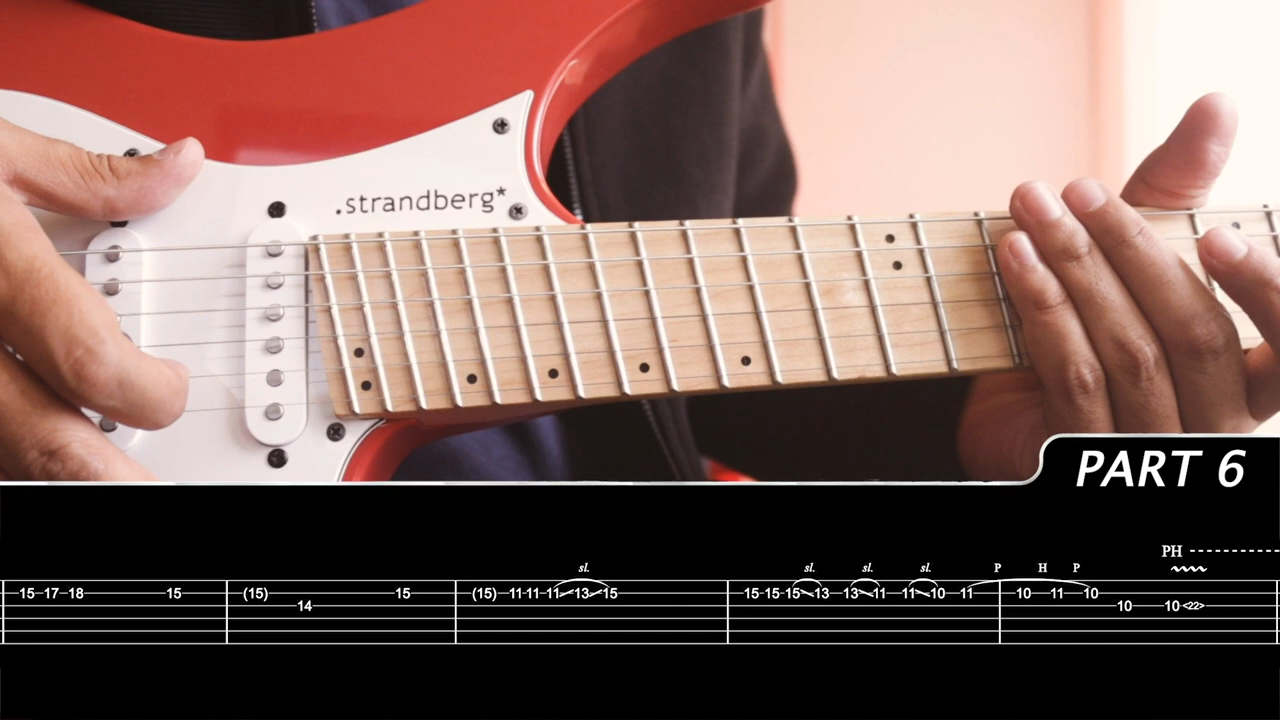 .strandberg*
PART 6
PH
sl. sl. sl. sl. P H P
15 17 18 15 (15) 15 (15) 11 11 11 13 15 15 15 15 13 13 11 11 10 11 10 11 10
14 10 10 <22>